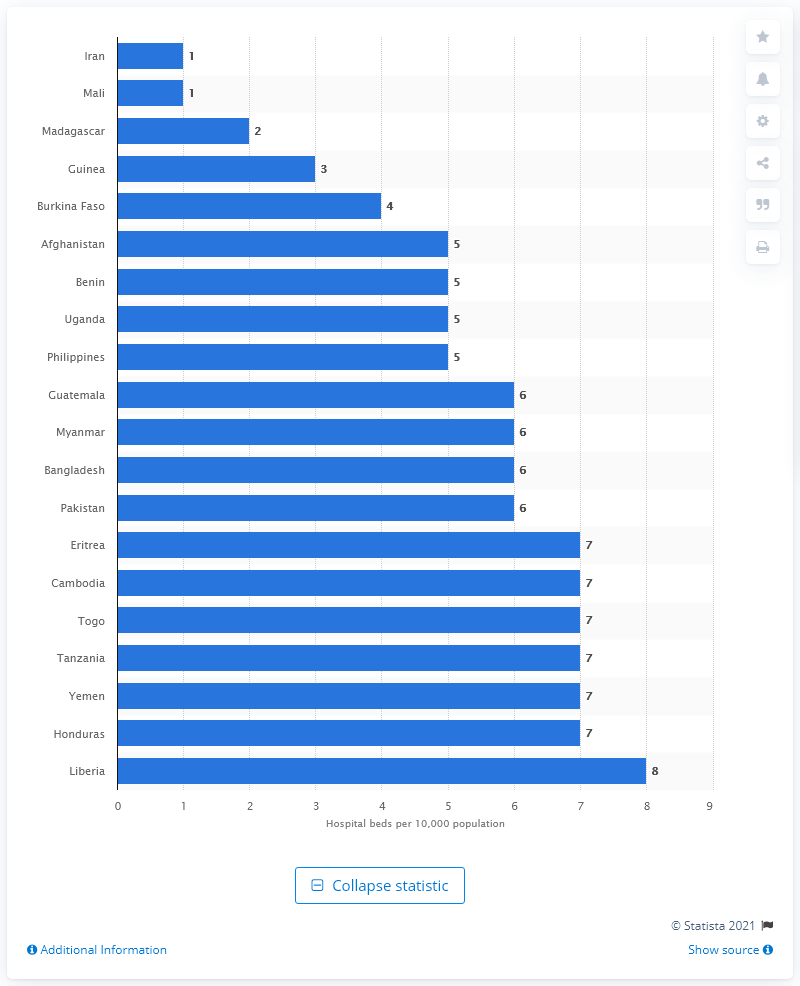 Iran 1
Mali 1
Madagascar 2
Guinea 3
Burkina Faso 4
Afghanistan 5
Benin 5
Uganda 5
Philippines 5
Guatemala 6
Myanmar 6
Bangladesh 6
Pakistan 6
Eritrea 7
Cambodia 7
Togo 7
Tanzania 7
Yemen 7
Honduras 7
Liberia 8
0 1 2 3 4 5 6 7 8 9
Hospital beds per 10,000 population
Collapse statistic
© Statista 2021
Additional Information Show source